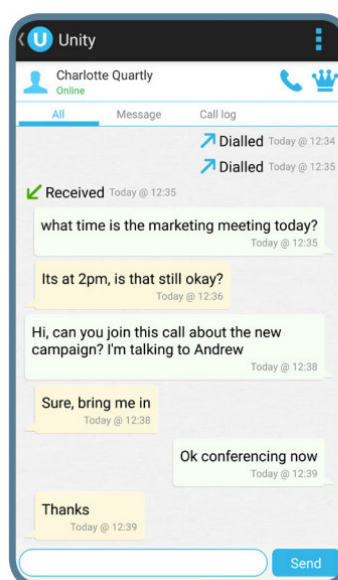 U Unity
Charlotte Quartly
Online
All Message Call log
Dialled Today @ 12:34
Dialled Today @ 12:35
Received Today @ 12:35
what time is the marketing meeting today?
Today @ 12:35
Its at 2pm, is that still okay?
Today @ 12:36
Hi, can you join this call about the new
campaign? I'm talking to Andrew
Today @ 12:38
Sure, bring me in
Today @ 12:38
Ok conferencing now
Today @ 12:39
Thanks
Today @ 12:39
Send